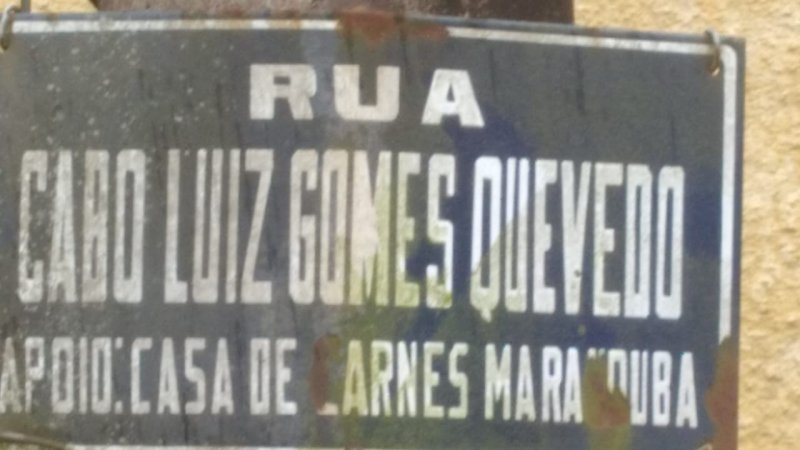 RUA
CABO LUIZ GOMES QUEVEDO
APOIO: CASA DE CARNES